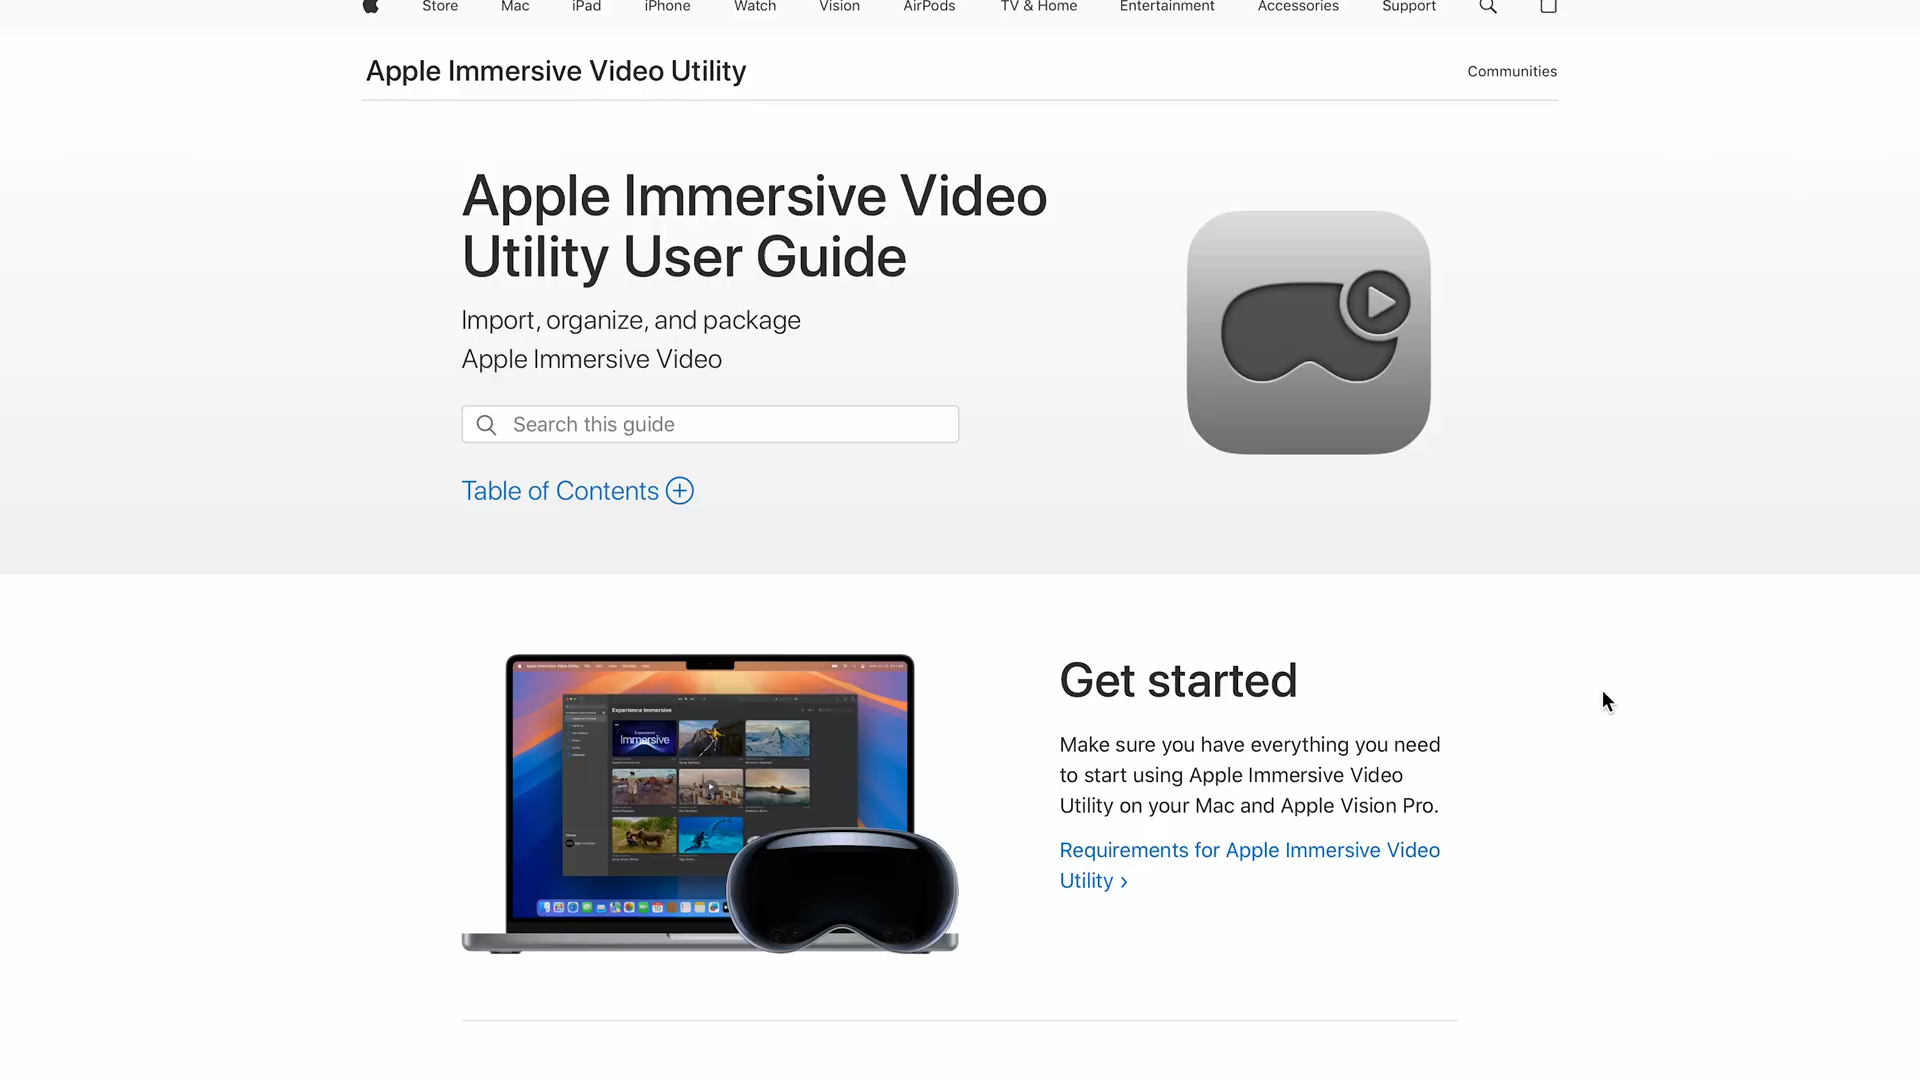 Store Mac iPad iPhone Watch Vision AirPods TV & Home Entertainment Accessories Support
Apple Immersive Video Utility
Communities
Apple Immersive Video
Utility User Guide
Import, organize, and package
Apple Immersive Video
Search this guide
Table of Contents
Experience Immersive
Immersive
Get started
Make sure you have everything you need
to start using Apple Immersive Video
Utility on your Mac and Apple Vision Pro.
Requirements for Apple Immersive Video
Utility ›